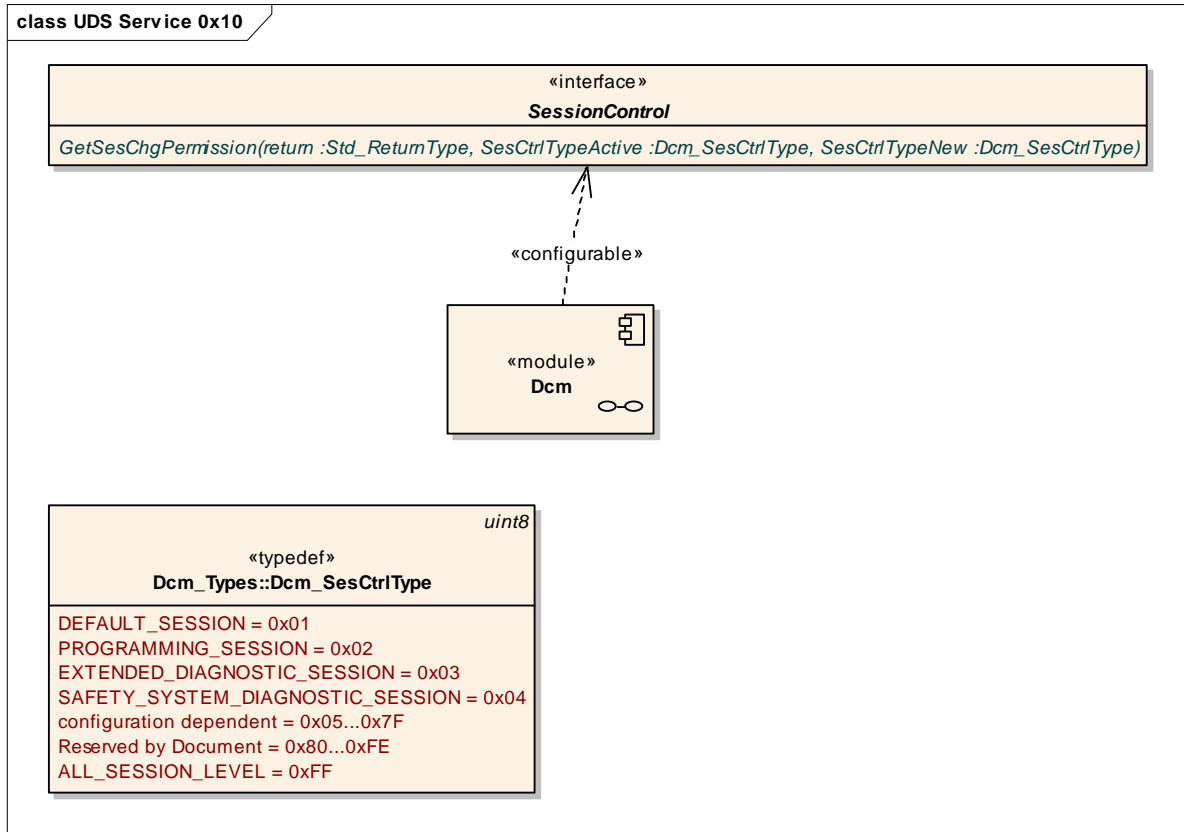 class UDS Service 0x10
«interface»
SessionControl
GetSesChgPermission(return :Std_ReturnType, SesCtrlTypeActive :Dcm_SesCtrlType, SesCtrlTypeNew :Dcm_SesCtrlType)
«configurable»
«module»
Dcm
uint8
«typedef»
Dcm_Types::Dcm_SesCtrlType
DEFAULT_SESSION = 0x01
PROGRAMMING_SESSION = 0x02
EXTENDED_DIAGNOSTIC_SESSION = 0x03
SAFETY_SYSTEM_DIAGNOSTIC_SESSION = 0x04
configuration dependent = 0x05...0x7F
Reserved by Document = 0x80...0xFE
ALL_SESSION_LEVEL = 0xFF